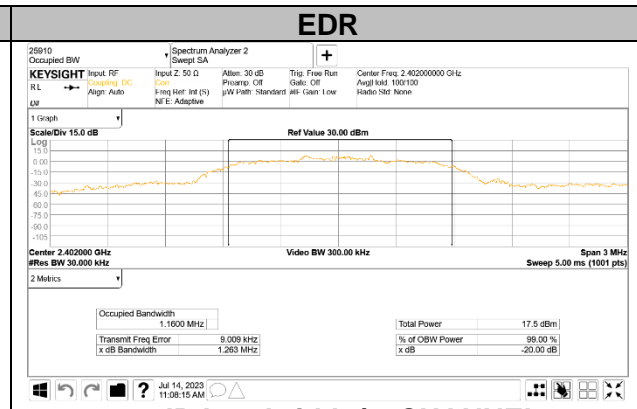 EDR
25910
Occupied BW
Spectrum Analyzer 2
Swept SA
KEYSIGHT
RL
Input: RF
Coupling: DC
Align: Auto
Input Z: 50 Ω
Corr
Freq Ref: Int (S)
NFE: Adaptive
Atten: 30 dB
Preamp: Off
µW Path: Standard
Trig: Free Run
Gate: Off
#IF Gain: Low
Center Freq: 2.402000000 GHz
Avg|Hold: 100/100
Radio Std: None
1 Graph
Scale/Div 15.0 dB
Ref Value 30.00 dBm
Log
15.0
0.00
-15.0
-30.0
-45.0
-60.0
-75.0
-90.0
-105
Center 2.402000 GHz
#Res BW 30.000 kHz
Video BW 300.00 kHz
Span 3 MHz
Sweep 5.00 ms (1001 pts)
2 Metrics
Occupied Bandwidth
1.1600 MHz
Transmit Freq Error 9.009 kHz
x dB Bandwidth 1.263 MHz
Total Power 17.5 dBm
% of OBW Power 99.00 %
x dB -20.00 dB
Jul 14, 2023
11:08:15 AM